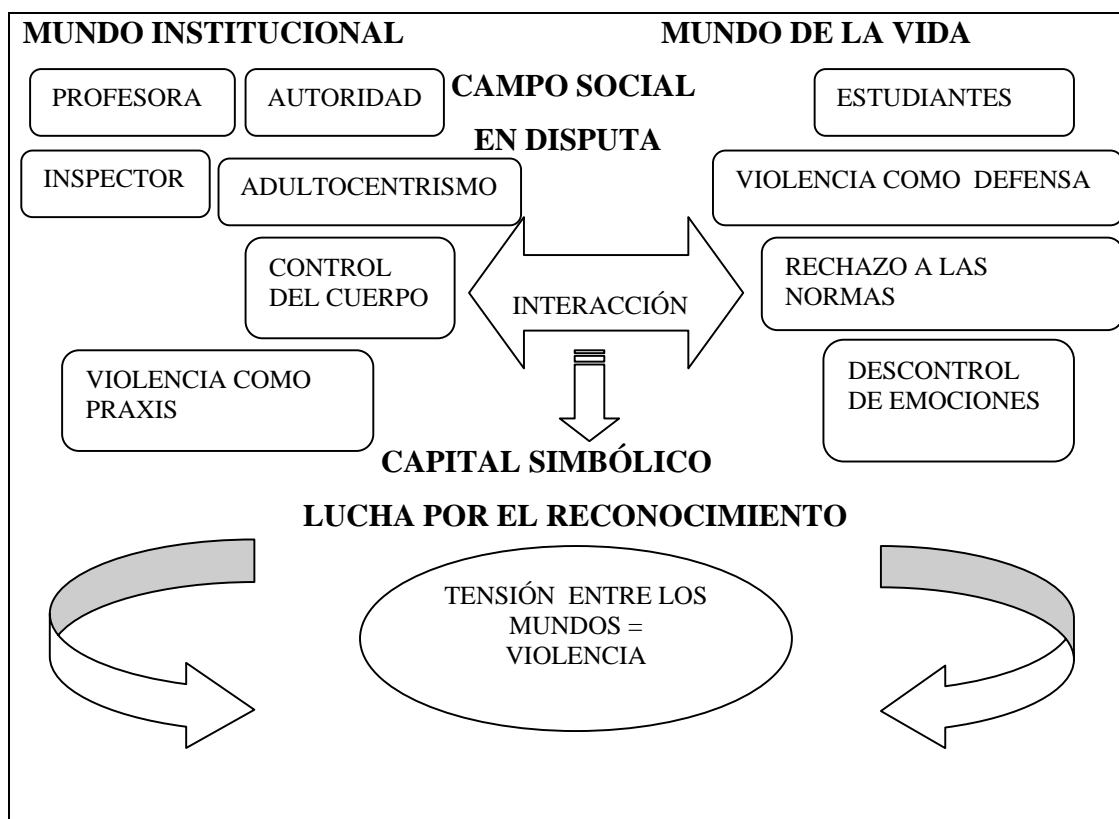 MUNDO INSTITUCIONAL
MUNDO DE LA VIDA
PROFESORA
AUTORIDAD
CAMPO SOCIAL
EN DISPUTA
ESTUDIANTES
INSPECTOR
ADULTOCENTRISMO
VIOLENCIA COMO DEFENSA
CONTROL
DEL CUERPO
INTERACCIÓN
RECHAZO A LAS
NORMAS
VIOLENCIA COMO
PRAXIS
DESCONTROL
DE EMOCIONES
CAPITAL SIMBÓLICO
LUCHA POR EL RECONOCIMIENTO
TENSIÓN ENTRE LOS
MUNDOS =
VIOLENCIA